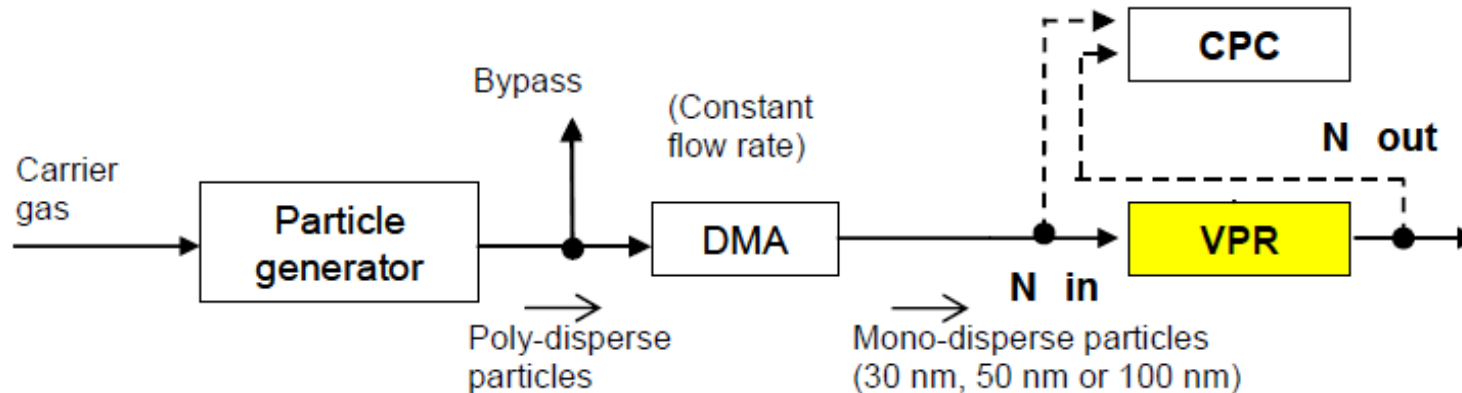 CPC
Bypass
(Constant
flow rate)
N out
Carrier
gas
Particle
generator
DMA
VPR
N in
Poly-disperse
particles
Mono-disperse particles
(30 nm, 50 nm or 100 nm)